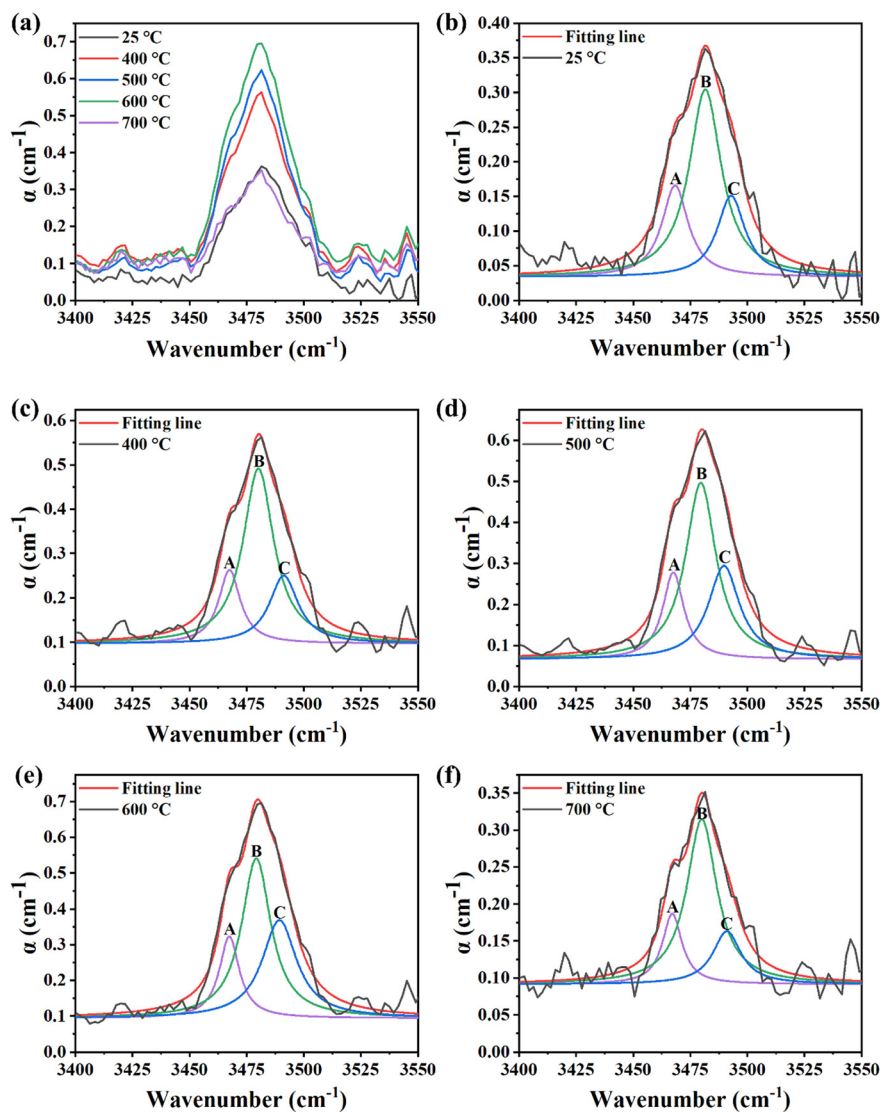 (a)
25 °C
400 °C
500 °C
600 °C
700 °C
α (cm⁻¹)
0.7
0.6
0.5
0.4
0.3
0.2
0.1
0.0
3400 3425 3450 3475 3500 3525 3550
Wavenumber (cm⁻¹)
(b)
Fitting line
25 °C
A
B
C
α (cm⁻¹)
0.40
0.35
0.30
0.25
0.20
0.15
0.10
0.05
0.00
3400 3425 3450 3475 3500 3525 3550
Wavenumber (cm⁻¹)
(c)
Fitting line
400 °C
A
B
C
α (cm⁻¹)
0.6
0.5
0.4
0.3
0.2
0.1
0.0
3400 3425 3450 3475 3500 3525 3550
Wavenumber (cm⁻¹)
(d)
Fitting line
500 °C
A
B
C
α (cm⁻¹)
0.6
0.5
0.4
0.3
0.2
0.1
0.0
3400 3425 3450 3475 3500 3525 3550
Wavenumber (cm⁻¹)
(e)
Fitting line
600 °C
A
B
C
α (cm⁻¹)
0.7
0.6
0.5
0.4
0.3
0.2
0.1
0.0
3400 3425 3450 3475 3500 3525 3550
Wavenumber (cm⁻¹)
(f)
Fitting line
700 °C
A
B
C
α (cm⁻¹)
0.35
0.30
0.25
0.20
0.15
0.10
0.05
0.00
3400 3425 3450 3475 3500 3525 3550
Wavenumber (cm⁻¹)